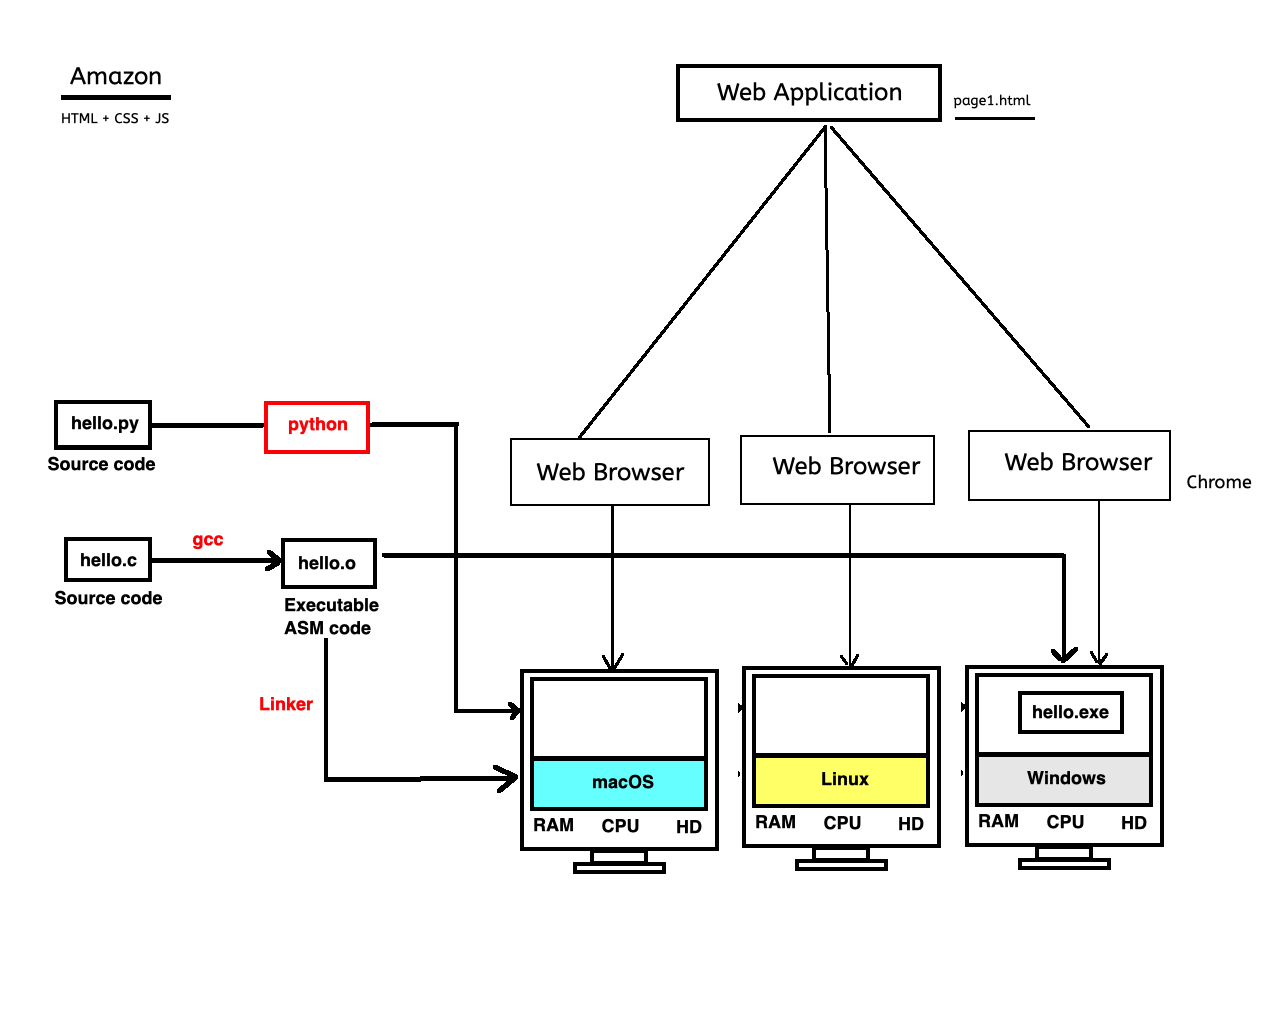 Amazon
HTML + CSS + JS
Web Application
page1.html
hello.py
Source code
python
Web Browser
Web Browser
Web Browser
Chrome
hello.c
Source code
gcc
hello.o
Executable
ASM code
Linker
hello.exe
macOS
Linux
Windows
RAM CPU HD
RAM CPU HD
RAM CPU HD